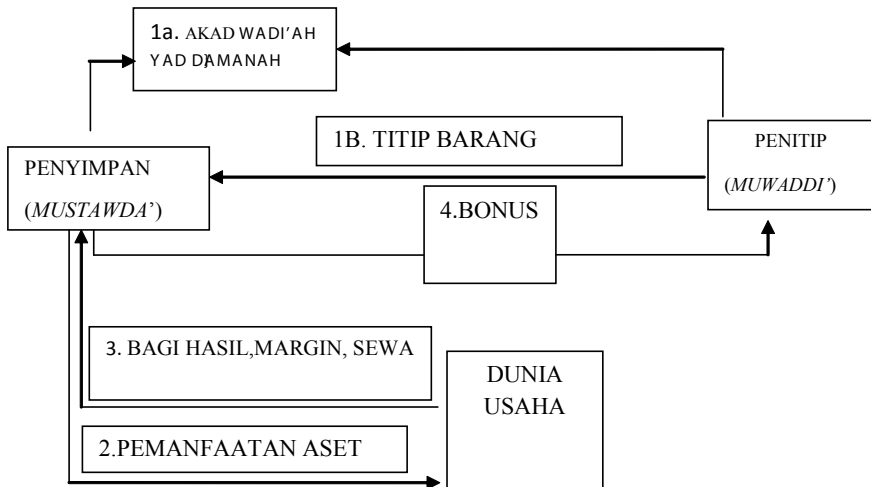 1a. AKAD WADI'AH
YAD DAMANAH
1B. TITIP BARANG
PENITIP
(MUWADDI')
PENYIMPAN
(MUSTAWDA')
4.BONUS
3. BAGI HASIL,MARGIN, SEWA
DUNIA
USAHA
2.PEMANFAATAN ASET